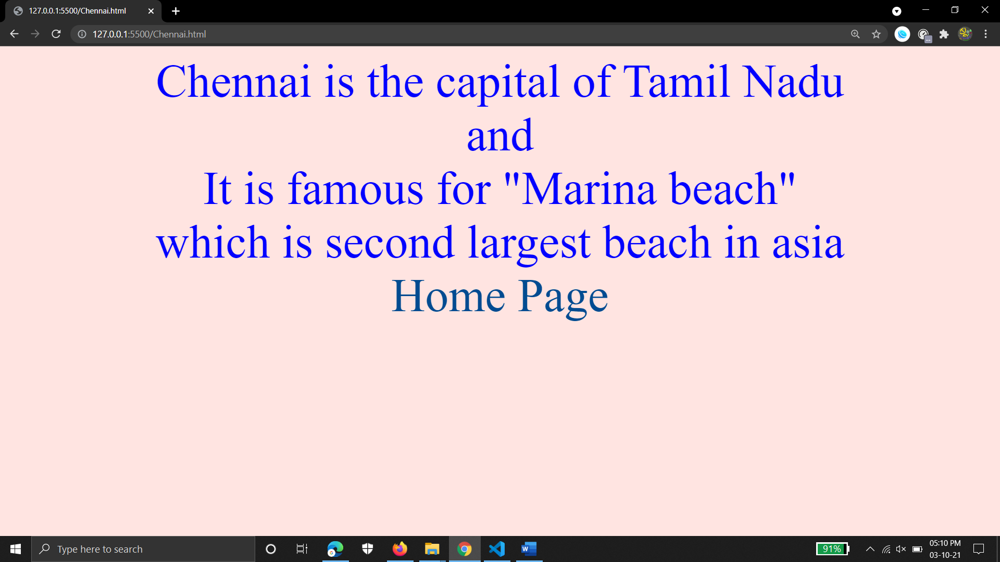 127.0.0.1:5500/Chennai.html
127.0.0.1:5500/Chennai.html
Chennai is the capital of Tamil Nadu
and
It is famous for "Marina beach"
which is second largest beach in asia
Home Page
Type here to search
91%
05:10 PM
03-10-21